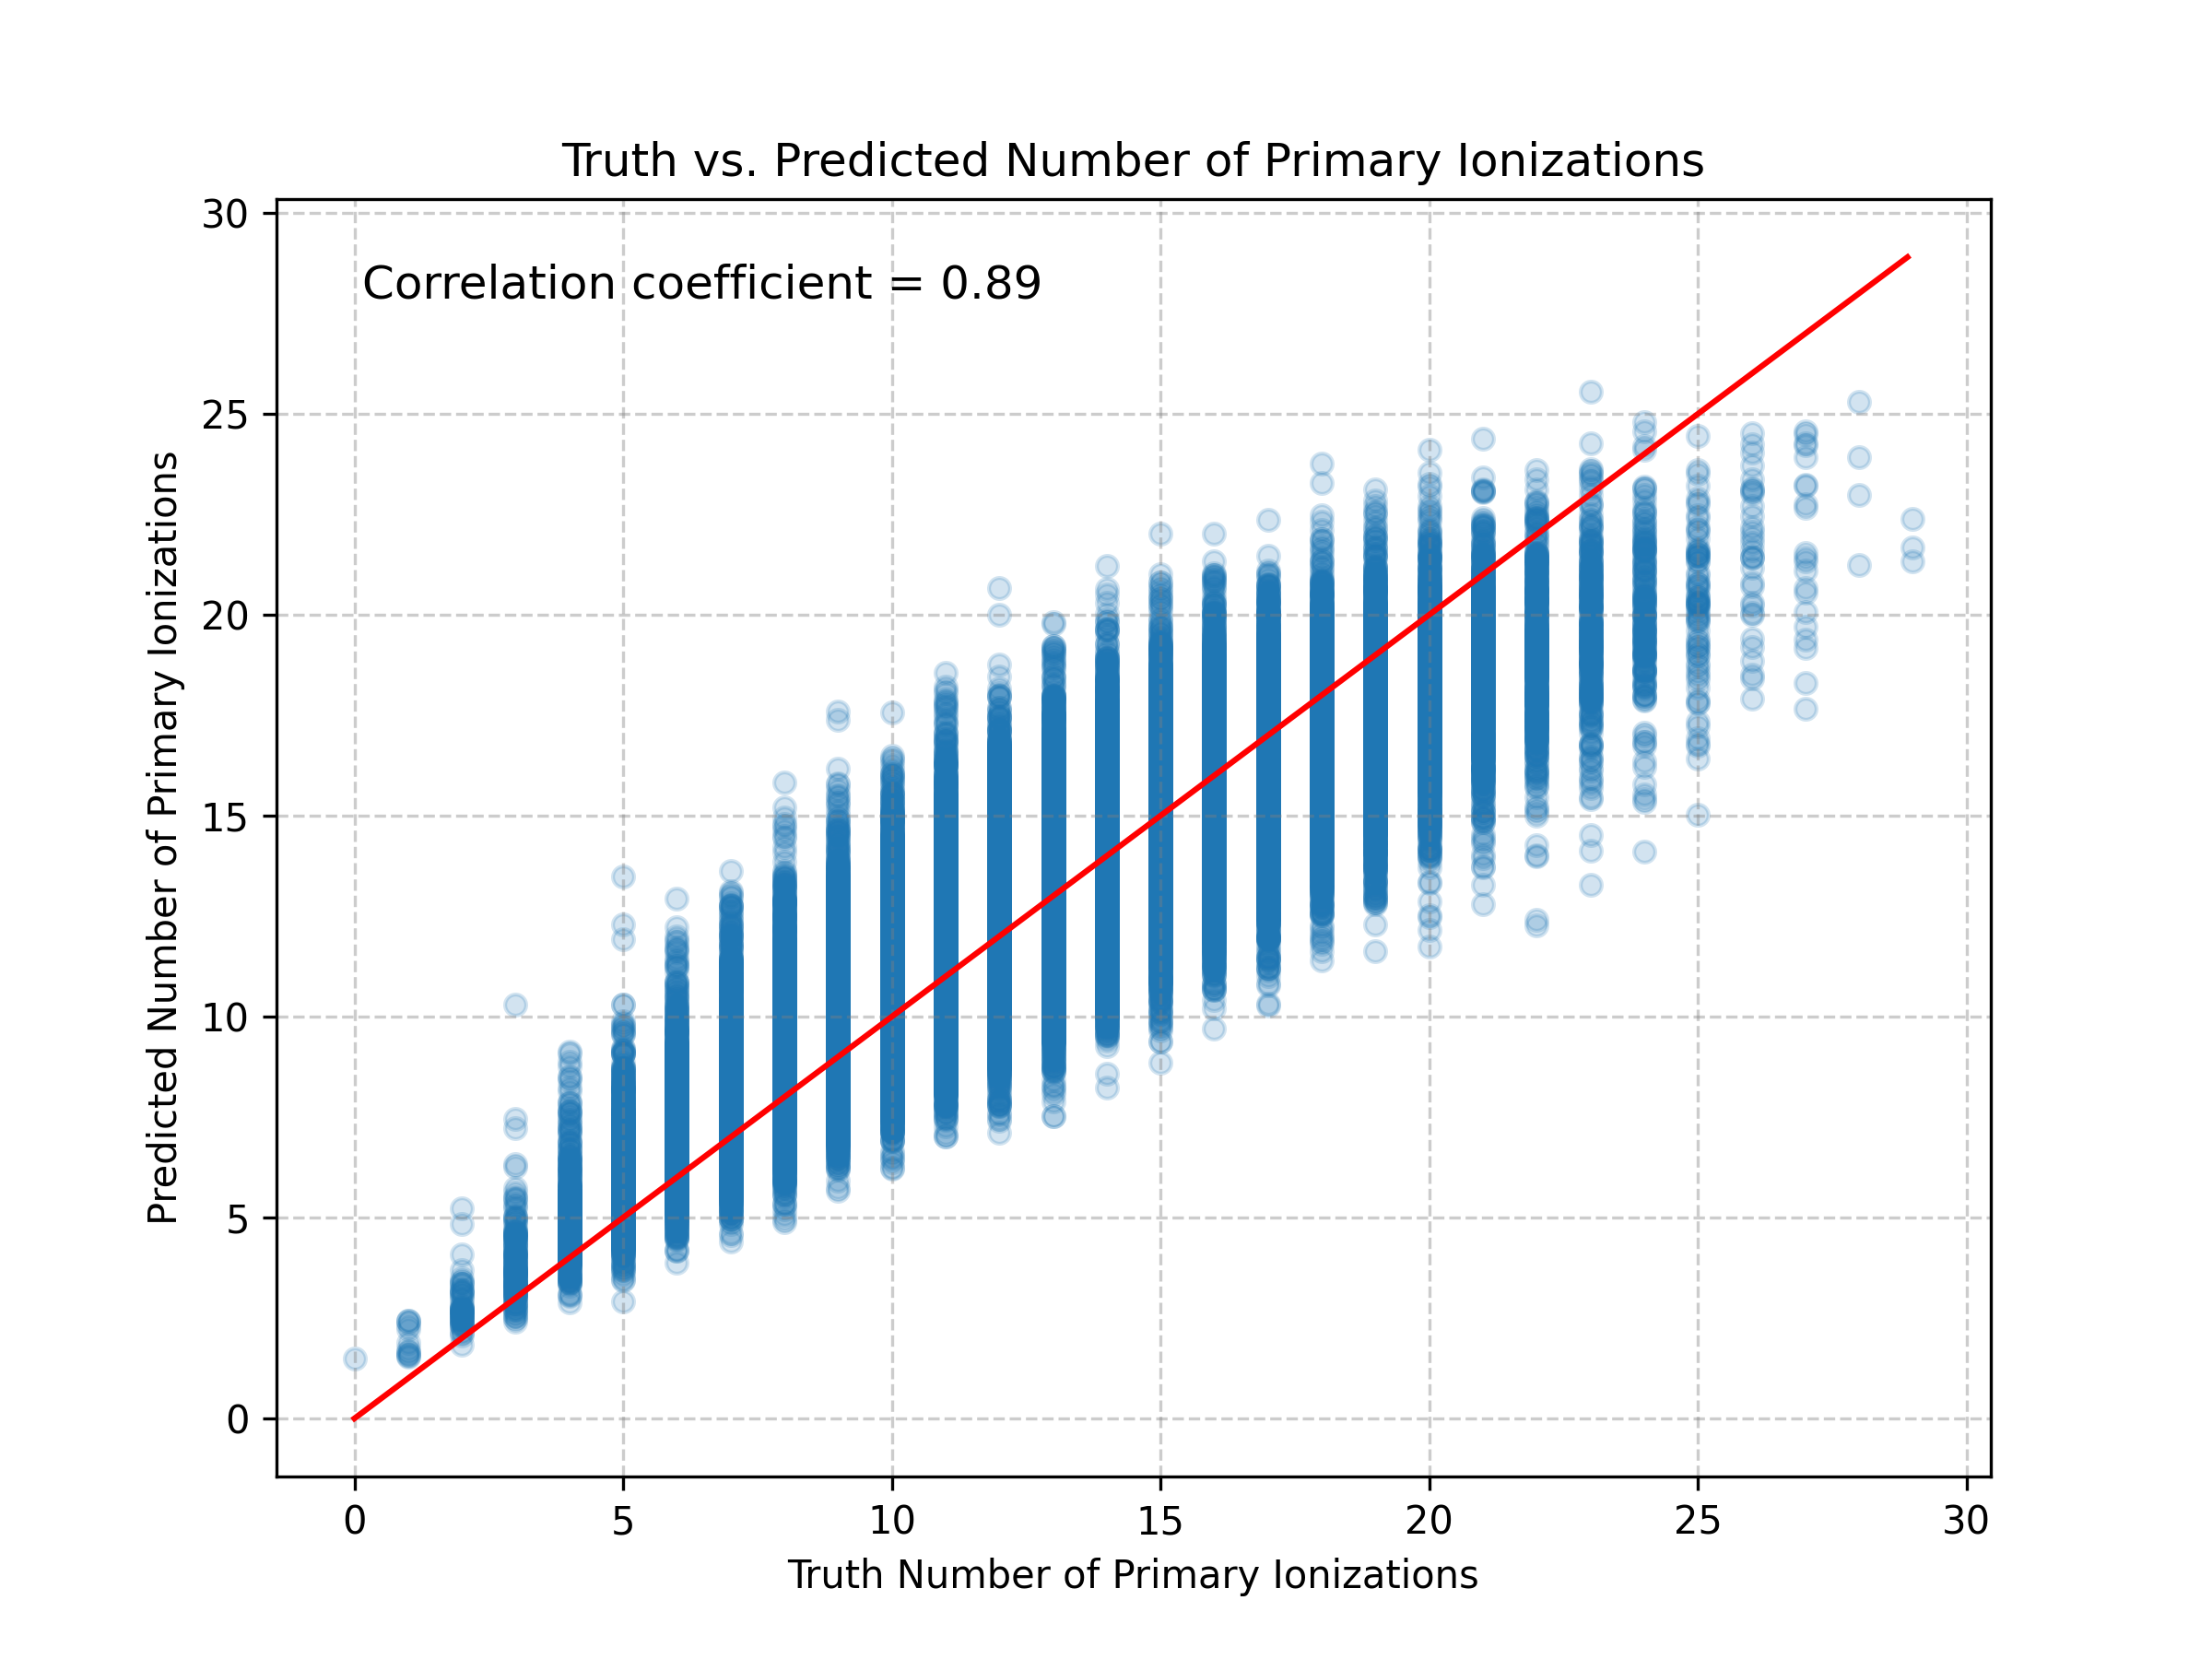 Truth vs. Predicted Number of Primary Ionizations
Correlation coefficient = 0.89
Predicted Number of Primary Ionizations
30
25
20
15
10
5
0
0 5 10 15 20 25 30
Truth Number of Primary Ionizations